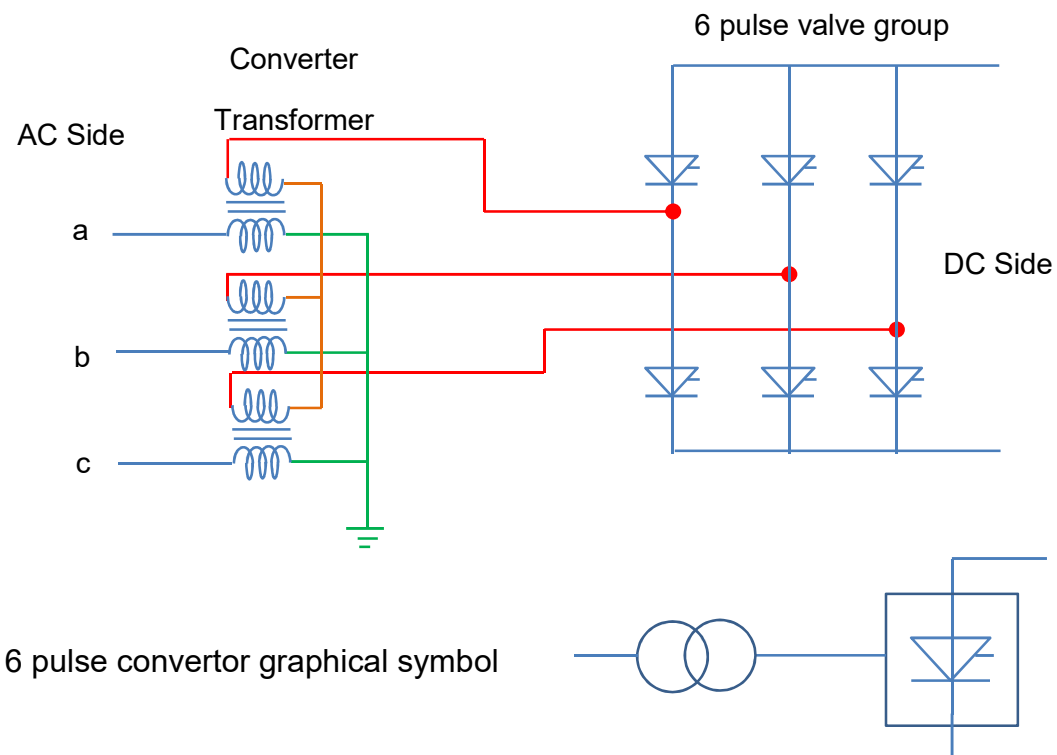 6 pulse valve group
Converter
Transformer
AC Side
a
DC Side
b
c
6 pulse convertor graphical symbol